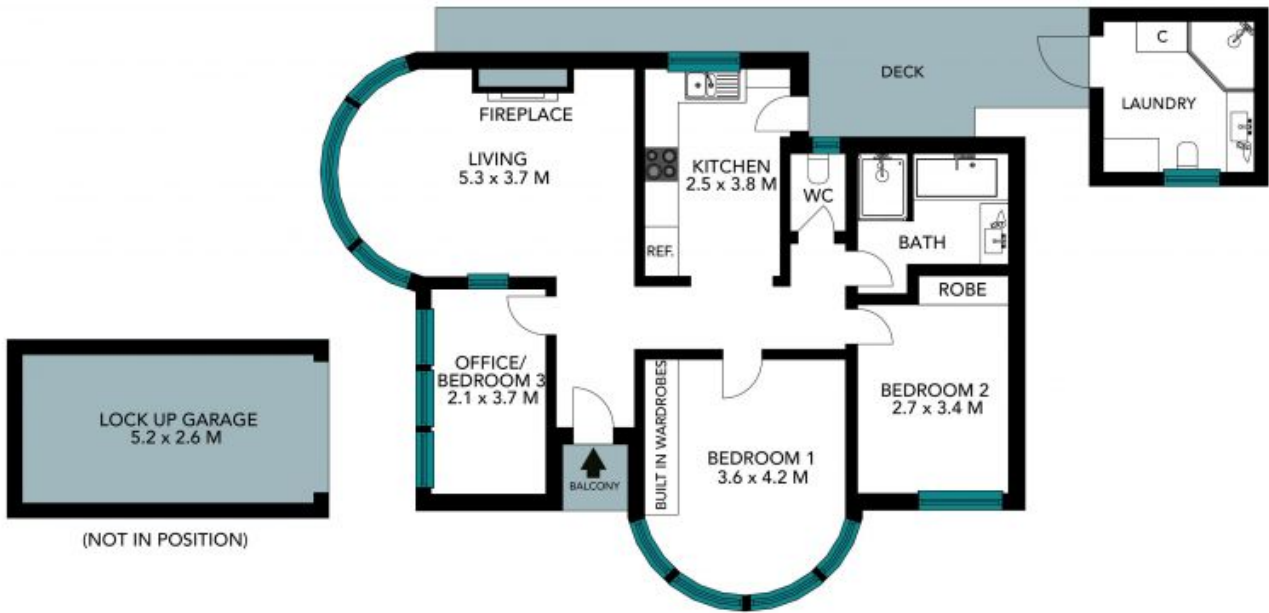 DECK
C
LAUNDRY
FIREPLACE
LIVING
5.3 x 3.7 M
KITCHEN
2.5 x 3.8 M
WC
REF.
BATH
ROBE
OFFICE/
BEDROOM 3
2.1 x 3.7 M
BUILT IN WARDROBES
BEDROOM 1
3.6 x 4.2 M
BEDROOM 2
2.7 x 3.4 M
BALCONY
LOCK UP GARAGE
5.2 x 2.6 M
(NOT IN POSITION)